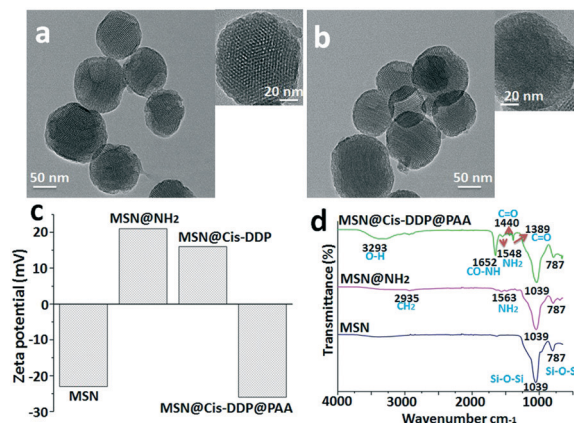 a
20 nm
50 nm
b
20 nm
50 nm
c
Zeta potential (mV)
20
10
0
-10
-20
-30
MSN@NH2
MSN@Cis-DDP
MSN
MSN@Cis-DDP@PAA
d
Transmittance (%)
C=O
1440
MSN@Cis-DDP@PAA
1389
C=O
3293
O-H
1652
CO-NH
1548
NH2
787
MSN@NH2
1039
2935
CH2
1563
NH2
787
MSN
1039
787
Si-O-Si
Si-O-S
1039
4000
3000
2000
1000
Wavenumber cm-1